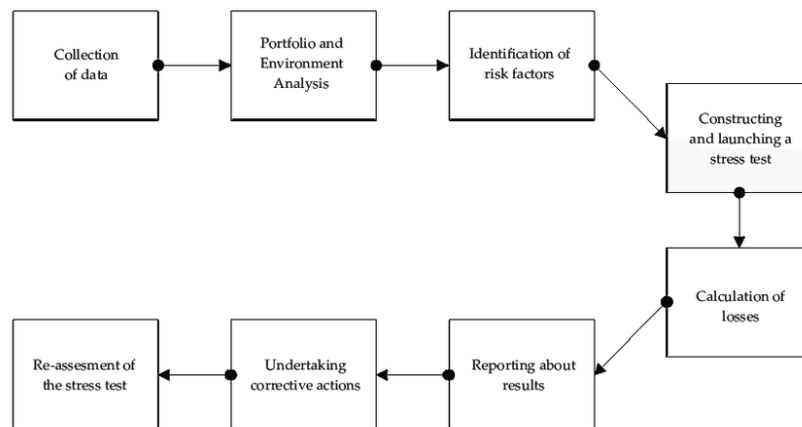 Collection
of data
Portfolio and
Environment
Analysis
Identification of
risk factors
Constructing
and launching a
stress test
Calculation of
losses
Reporting about
results
Undertaking
corrective actions
Re-assesment of
the stress test